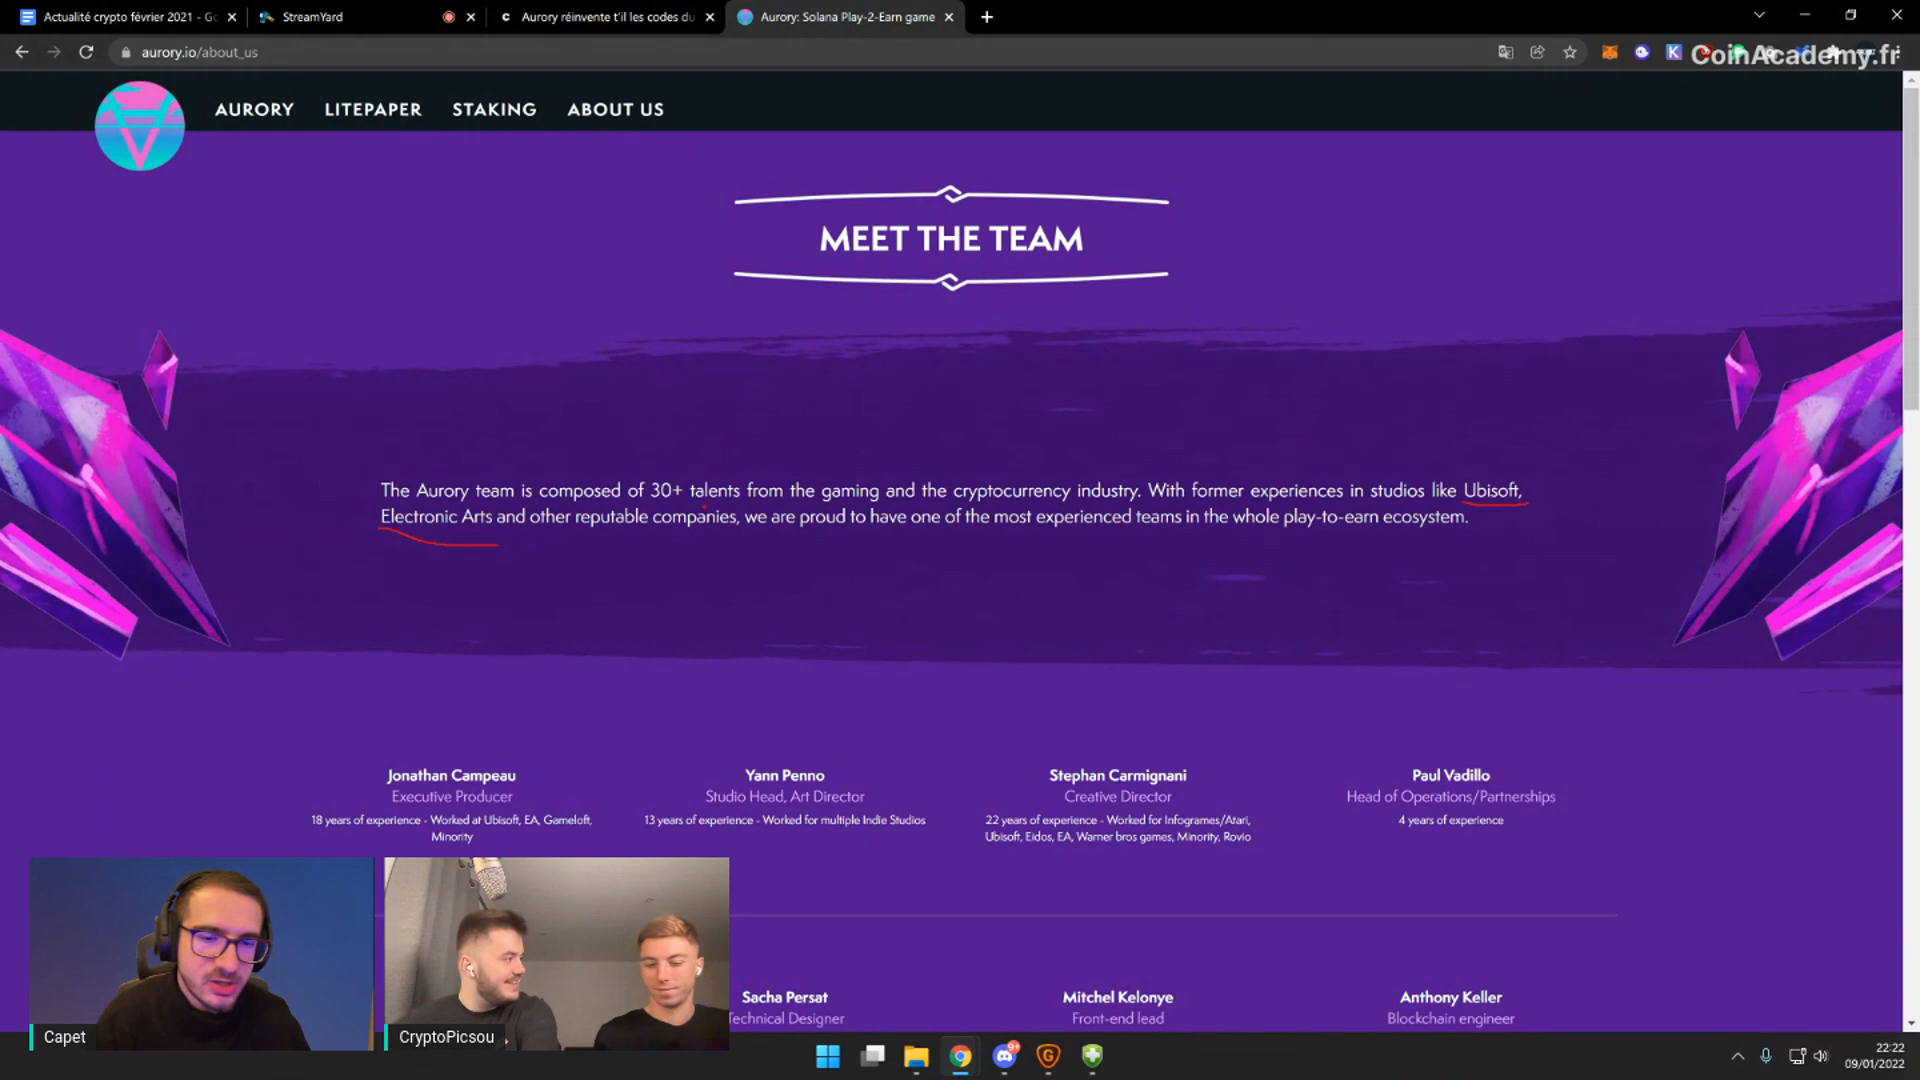 Actualité crypto février 2021 - Go
StreamYard
Aurory réinvente t'il les codes du
Aurory: Solana Play-2-Earn game
aurory.io/about_us
CoinAcademy.fr
AURORY
LITEPAPER
STAKING
ABOUT US
MEET THE TEAM
The Aurory team is composed of 30+ talents from the gaming and the cryptocurrency industry. With former experiences in studios like Ubisoft,
Electronic Arts and other reputable companies, we are proud to have one of the most experienced teams in the whole play-to-earn ecosystem.
Jonathan Campeau
Executive Producer
18 years of experience - Worked at Ubisoft, EA, Gameloft,
Minority
Yann Penno
Studio Head, Art Director
13 years of experience - Worked for multiple Indie Studios
Stephan Carmignani
Creative Director
22 years of experience - Worked for Infogrames/Atari,
Ubisoft, Eidos, EA, Warner bros games, Minority, Rovio
Paul Vadillo
Head of Operations/Partnerships
4 years of experience
Sacha Persat
Technical Designer
Mitchel Kelonye
Front-end lead
Anthony Keller
Blockchain engineer
Capet
CryptoPicsou
22:22
09/01/2022